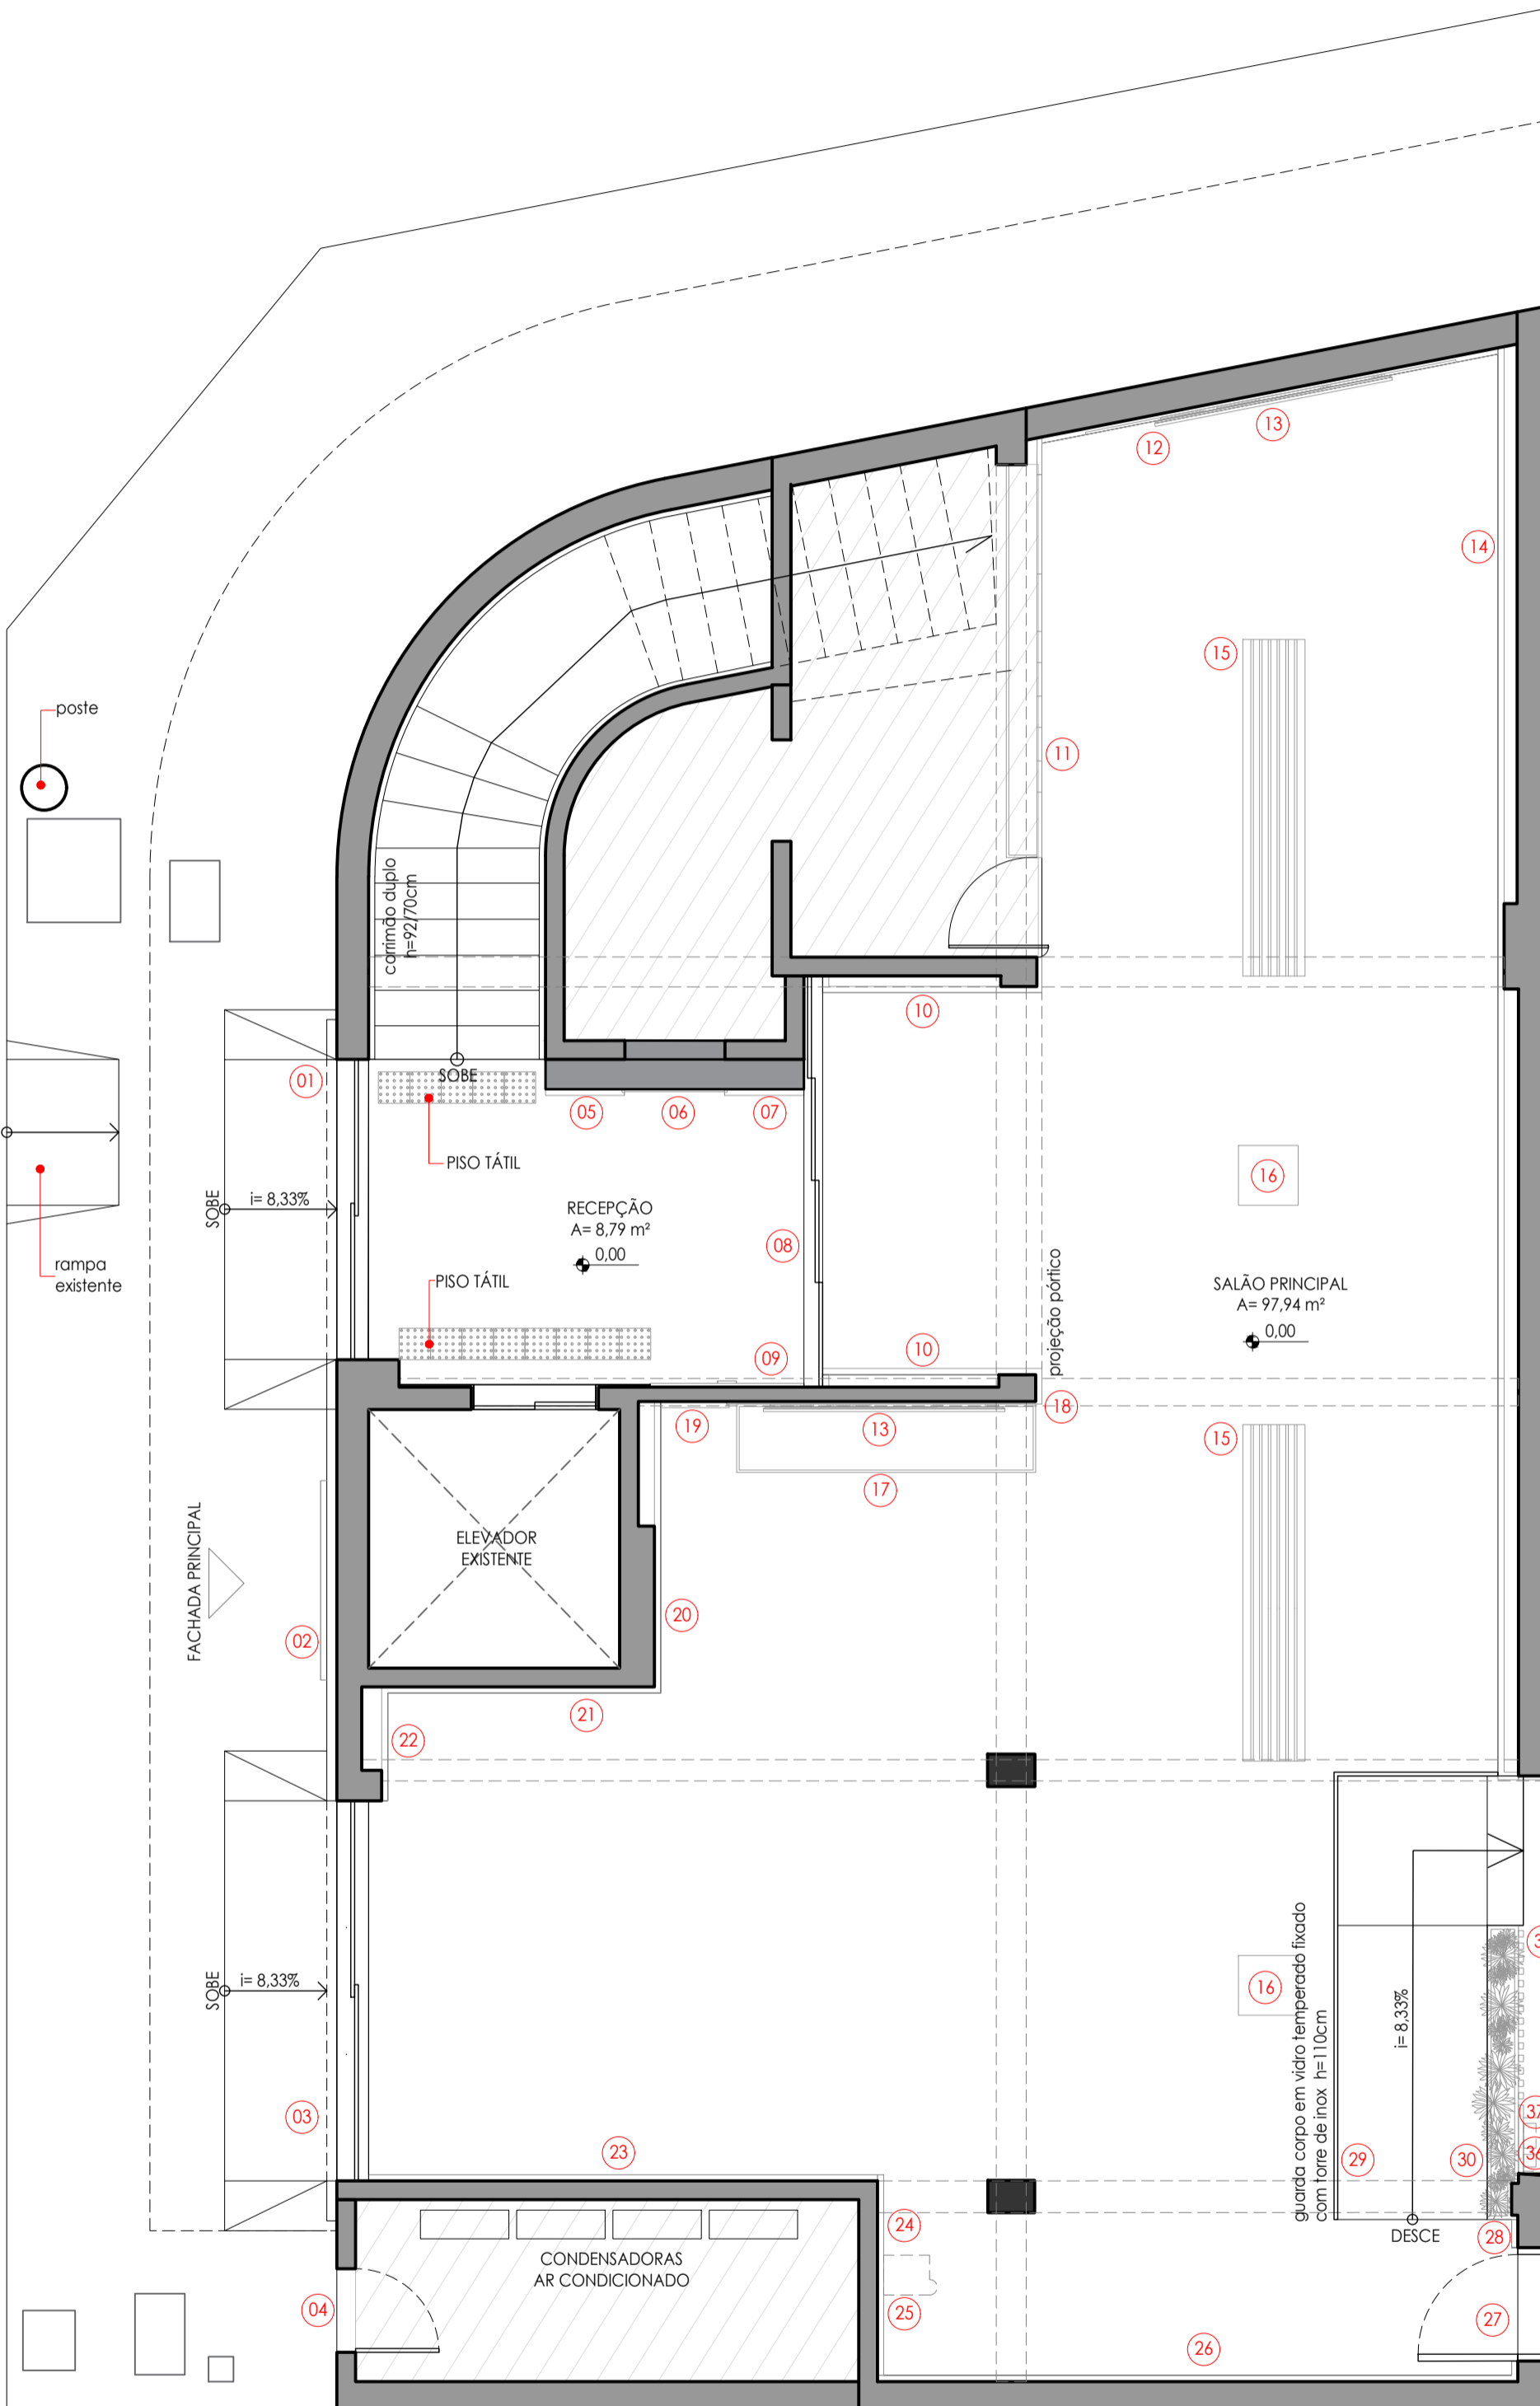 12
13
14
15
poste
11
corrimão duplo
h=92/70cm
10
01
SOBE
05
06
07
PISO TÁTIL
16
SOBE
i= 8,33%
RECEPÇÃO
A= 8,79 m²
0,00
08
rampa
existente
PISO TÁTIL
projeção pórtico
SALÃO PRINCIPAL
A= 97,94 m²
0,00
09
10
18
19
13
15
17
FACHADA PRINCIPAL
ELEVADOR
EXISTENTE
02
20
21
22
SOBE
i= 8,33%
16
guarda corpo em vidro temperado fixado
com torre de inox h=110cm
i= 8,33%
03
23
29
30
37
36
24
DESCE
28
CONDENSADORAS
AR CONDICIONADO
04
25
27
26